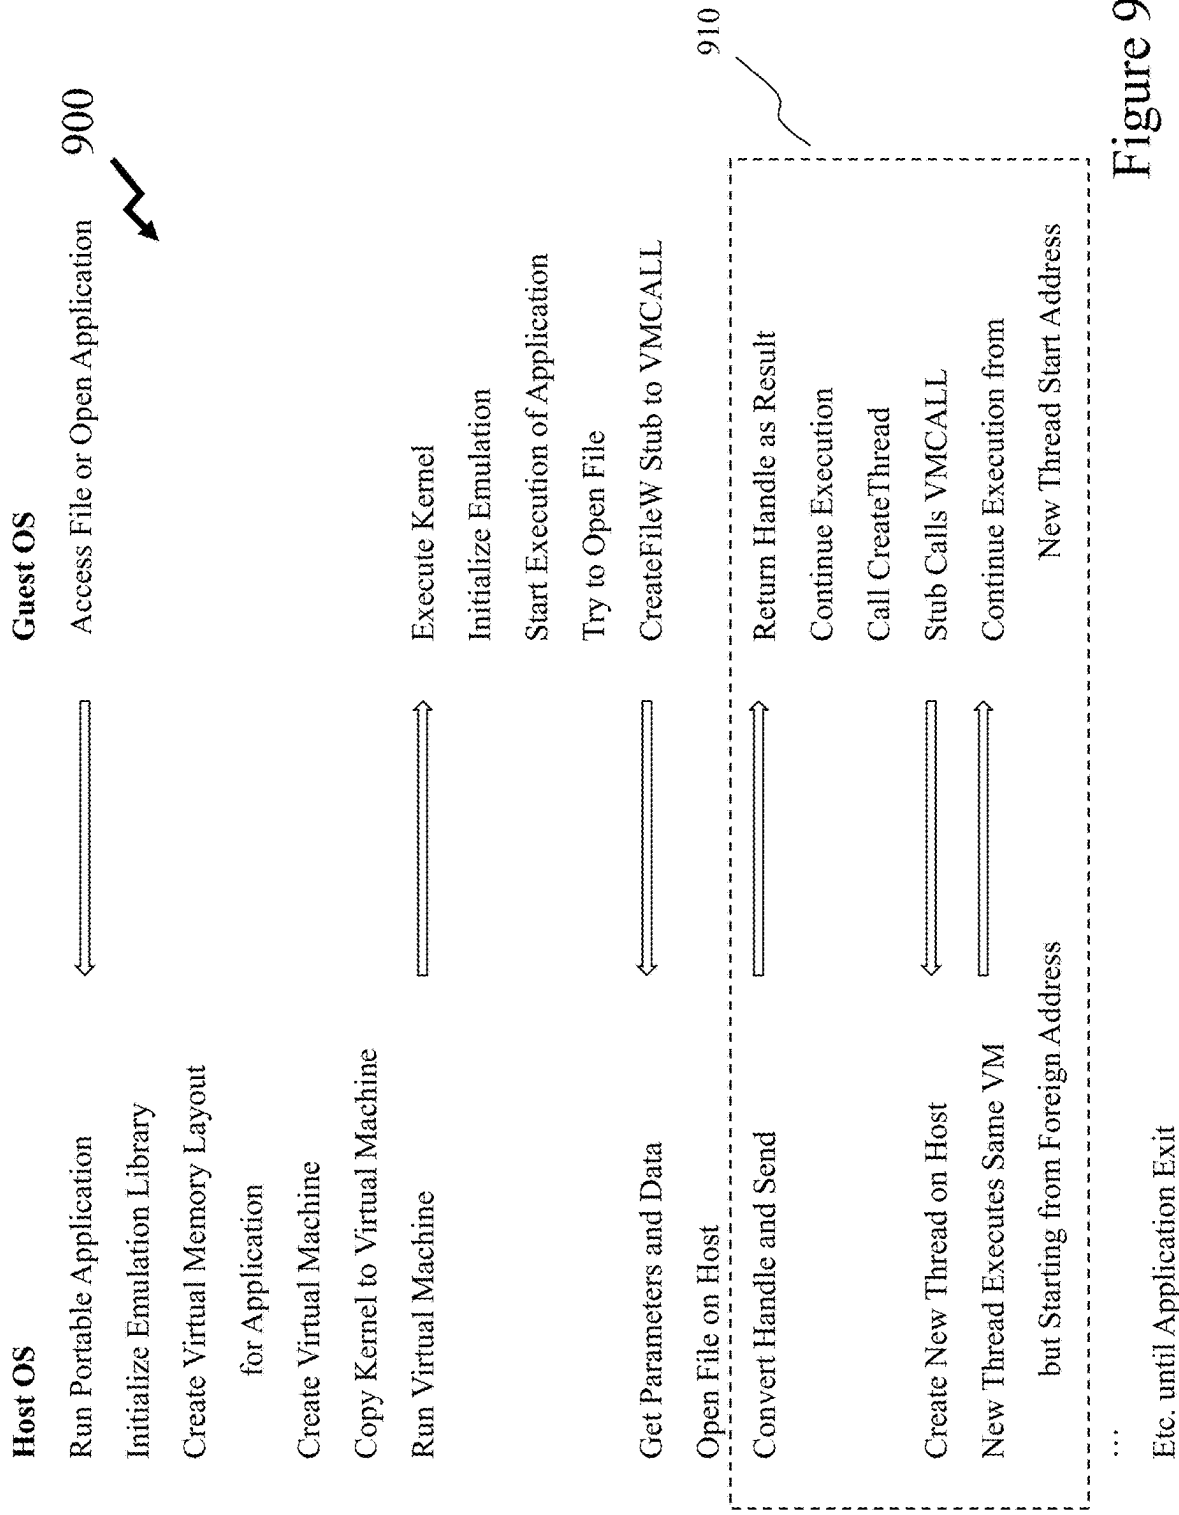 Host OS
Guest OS
900
Run Portable Application
Access File or Open Application
Initialize Emulation Library
Create Virtual Memory Layout
for Application
Create Virtual Machine
Copy Kernel to Virtual Machine
Run Virtual Machine
Execute Kernel
Initialize Emulation
Start Execution of Application
Try to Open File
Get Parameters and Data
CreateFileW Stub to VMCALL
Open File on Host
910
Convert Handle and Send
Return Handle as Result
Continue Execution
Call CreateThread
Create New Thread on Host
Stub Calls VMCALL
New Thread Executes Same VM
Continue Execution from
but Starting from Foreign Address
New Thread Start Address
...
Etc. until Application Exit
Figure 9